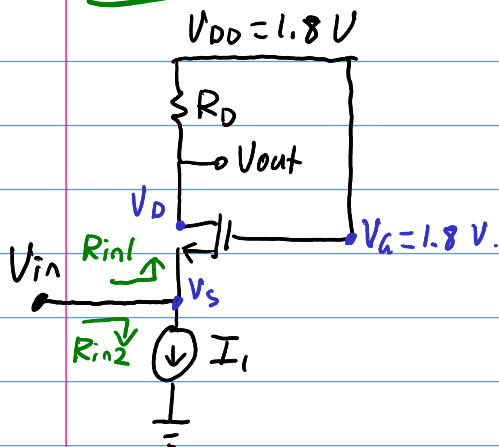 VDD = 1.8 V
RD
Vout
VD
VG = 1.8 V.
Rin1
Vin
VS
Rin2
I1